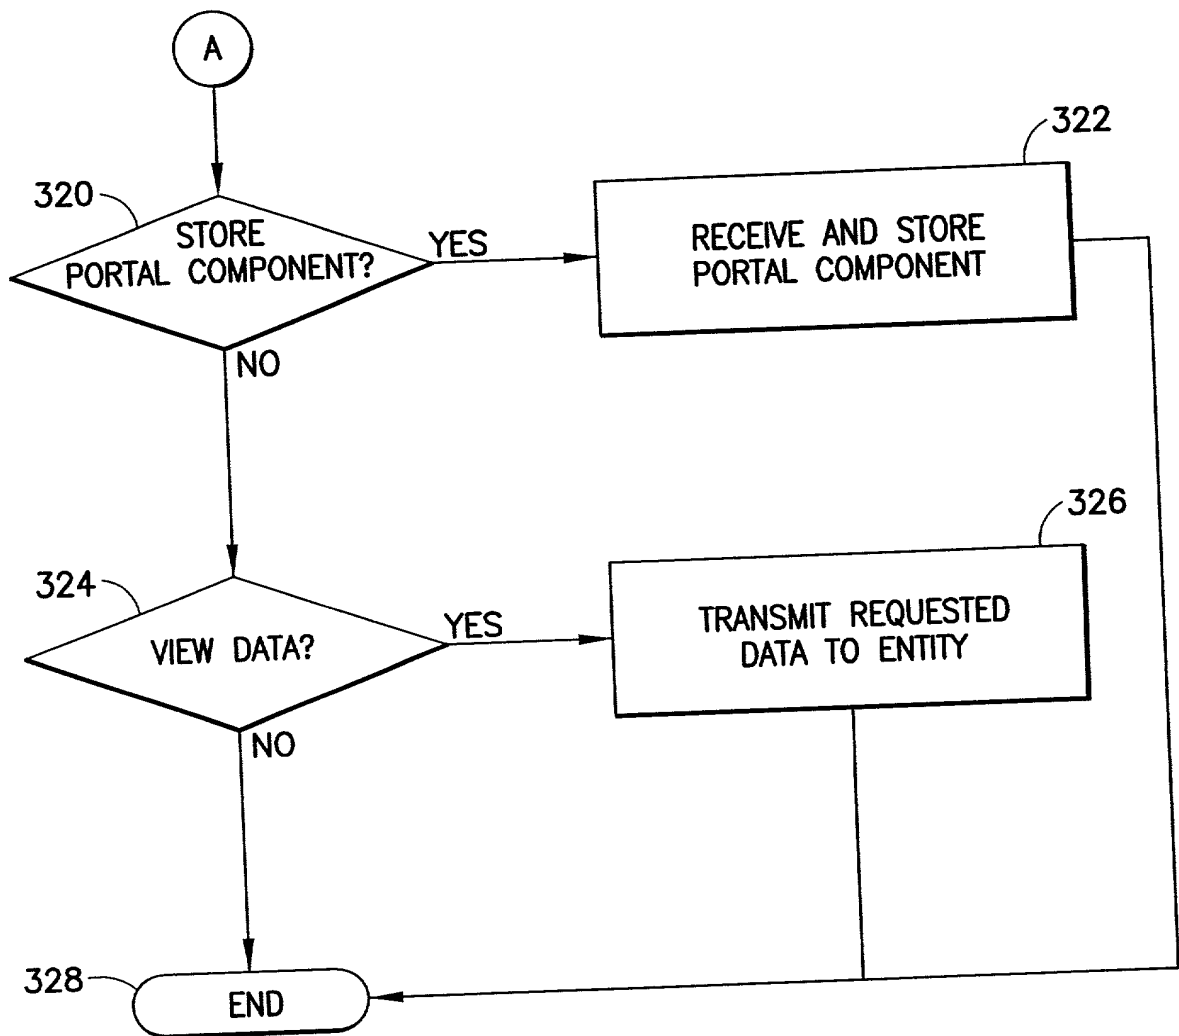 A
322
320
STORE
PORTAL COMPONENT?
YES
RECEIVE AND STORE
PORTAL COMPONENT
NO
326
324
VIEW DATA?
YES
TRANSMIT REQUESTED
DATA TO ENTITY
NO
328
END